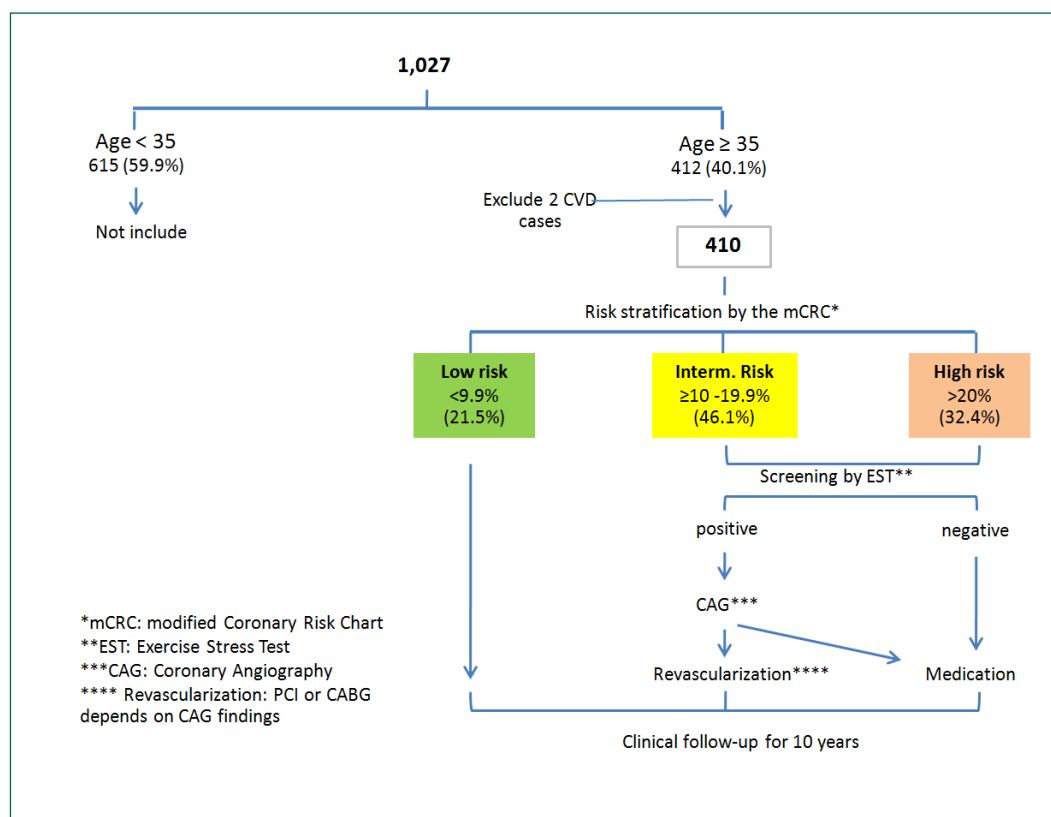 1,027
Age < 35
615 (59.9%)
Age ≥ 35
412 (40.1%)
Exclude 2 CVD
cases
Not include
410
Risk stratification by the mCRC*
Low risk
<9.9%
(21.5%)
Interm. Risk
≥10 -19.9%
(46.1%)
High risk
>20%
(32.4%)
Screening by EST**
positive
negative
CAG***
Revascularization****
Medication
Clinical follow-up for 10 years
*mCRC: modified Coronary Risk Chart
**EST: Exercise Stress Test
***CAG: Coronary Angiography
**** Revascularization: PCI or CABG
depends on CAG findings